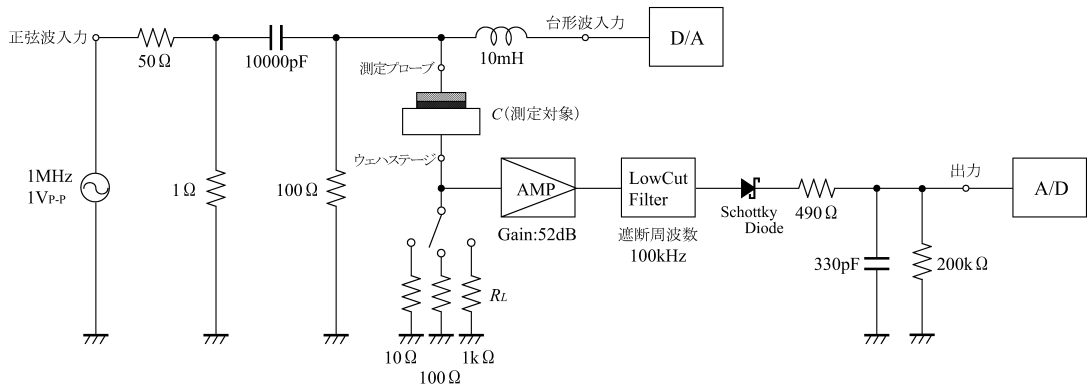 正弦波入力
50Ω
10000pF
10mH
台形波入力
D/A
測定プローブ
C(測定対象)
ウェハステージ
1MHz
1VP-P
1Ω
100Ω
AMP
Gain:52dB
LowCut
Filter
遮断周波数
100kHz
Schottky
Diode
490Ω
出力
A/D
330pF
200kΩ
RL
10Ω
100Ω
1kΩ